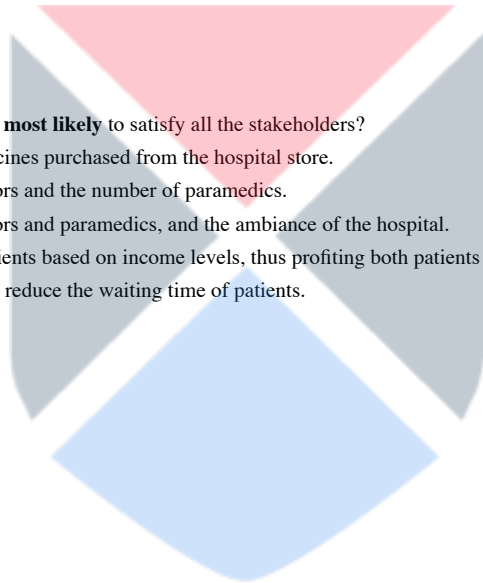 most likely to satisfy all the stakeholders?
cines purchased from the hospital store.
ors and the number of paramedics.
ors and paramedics, and the ambiance of the hospital.
ients based on income levels, thus profiting both patients
reduce the waiting time of patients.